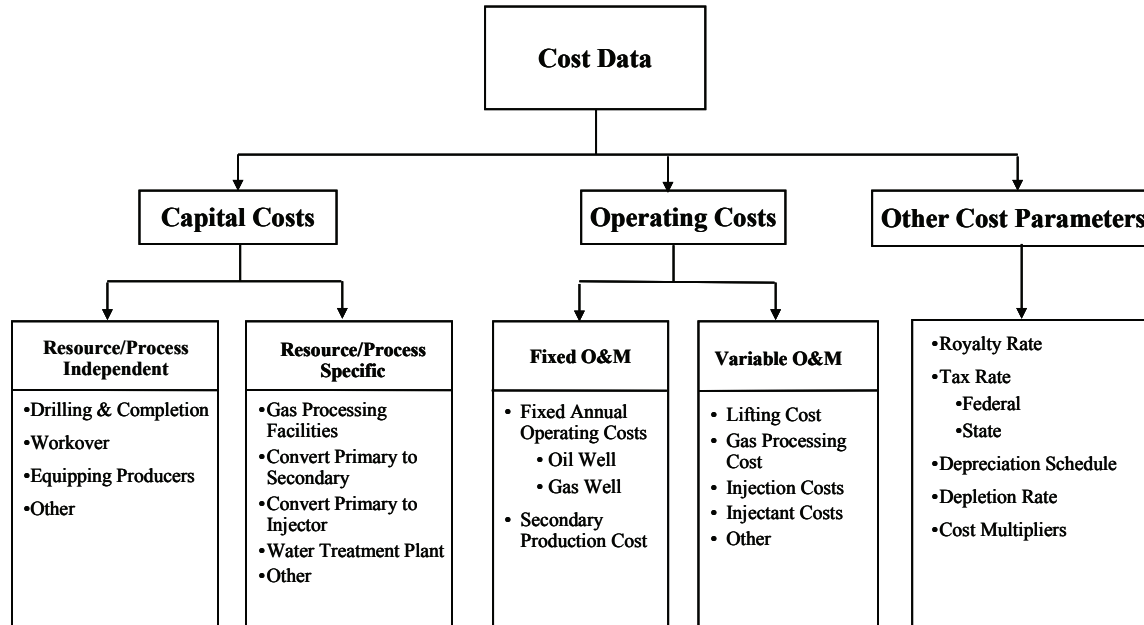 Cost Data
Capital Costs
Operating Costs
Other Cost Parameters
Resource/Process
Independent
•Drilling & Completion
•Workover
•Equipping Producers
•Other
Resource/Process
Specific
•Gas Processing
Facilities
•Convert Primary to
Secondary
•Convert Primary to
Injector
•Water Treatment Plant
•Other
Fixed O&M
• Fixed Annual
Operating Costs
• Oil Well
• Gas Well
• Secondary
Production Cost
Variable O&M
• Lifting Cost
• Gas Processing
Cost
• Injection Costs
• Injectant Costs
• Other
•Royalty Rate
•Tax Rate
•Federal
•State
•Depreciation Schedule
•Depletion Rate
•Cost Multipliers